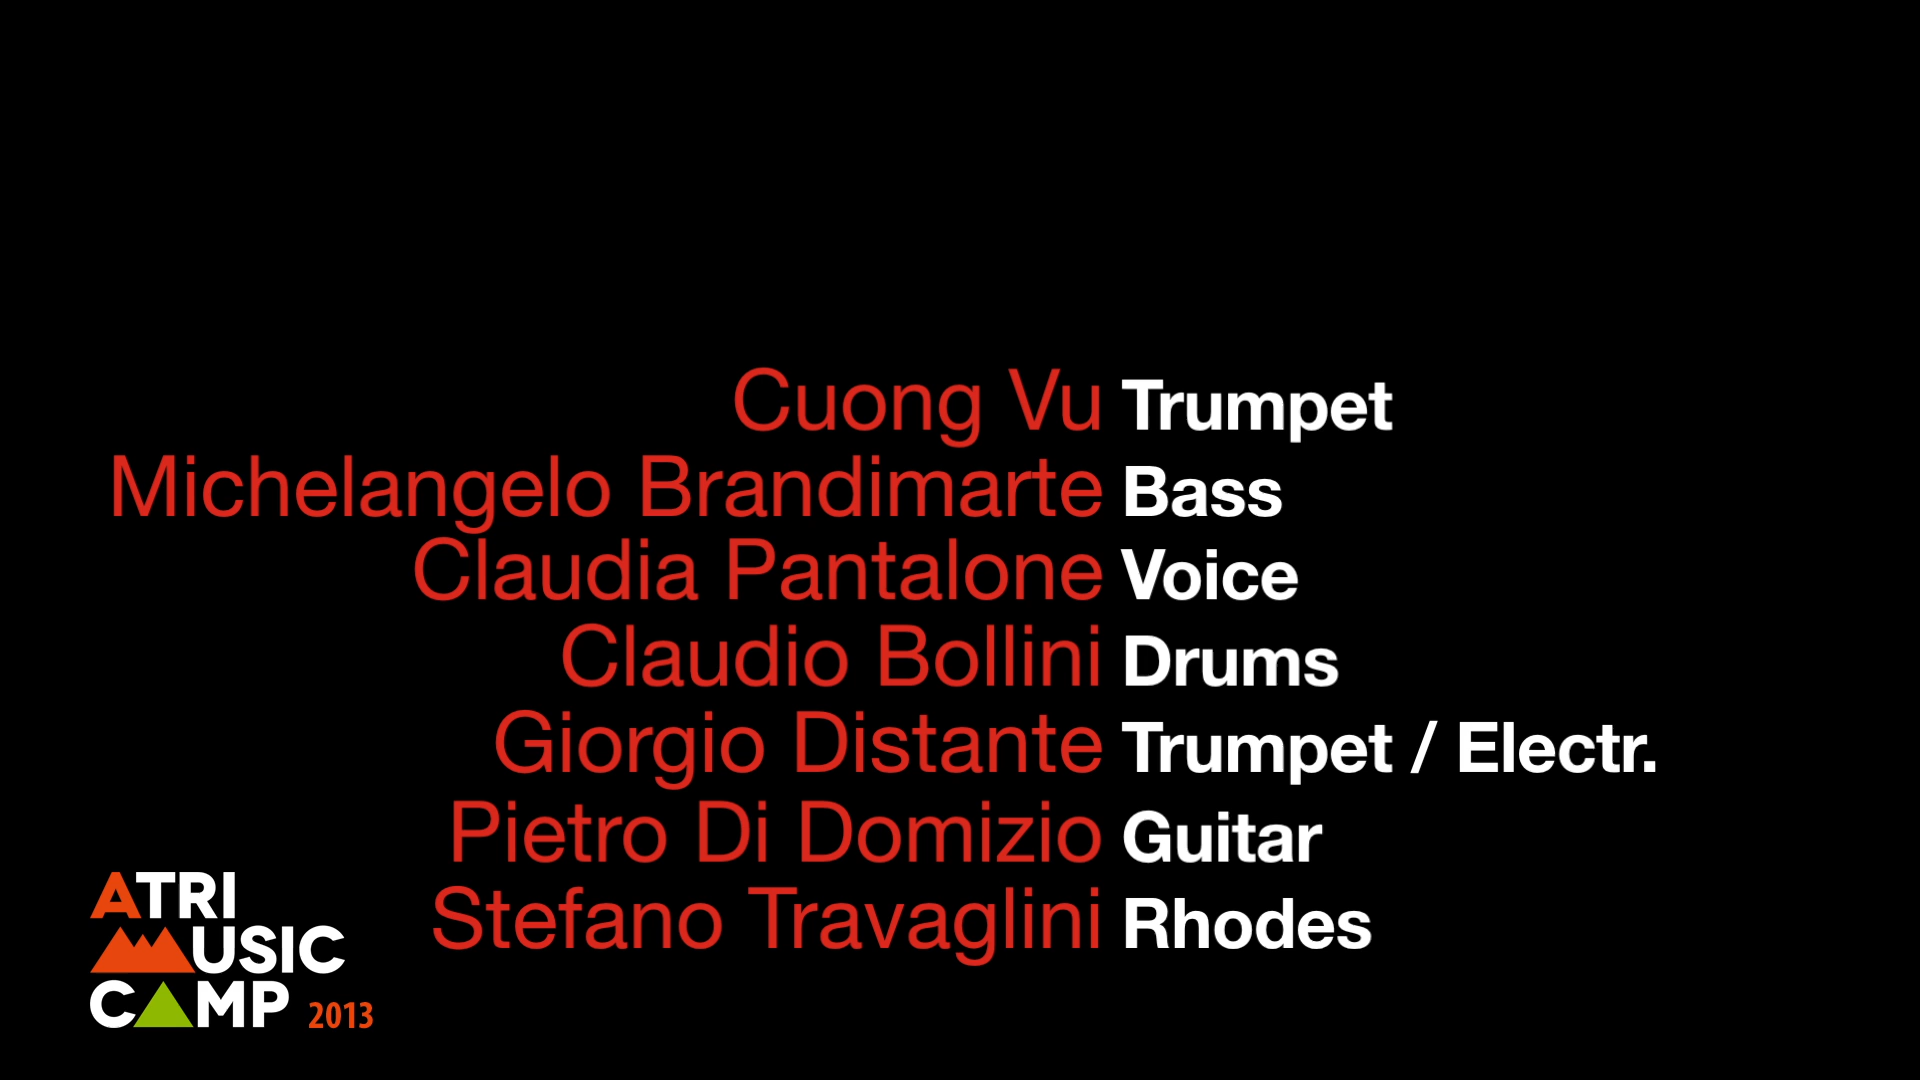 Cuong Vu Trumpet
Michelangelo Brandimarte Bass
Claudia Pantalone Voice
Claudio Bollini Drums
Giorgio Distante Trumpet / Electr.
Pietro Di Domizio Guitar
Stefano Travaglini Rhodes
ATRI
MUSIC
CAMP 2013